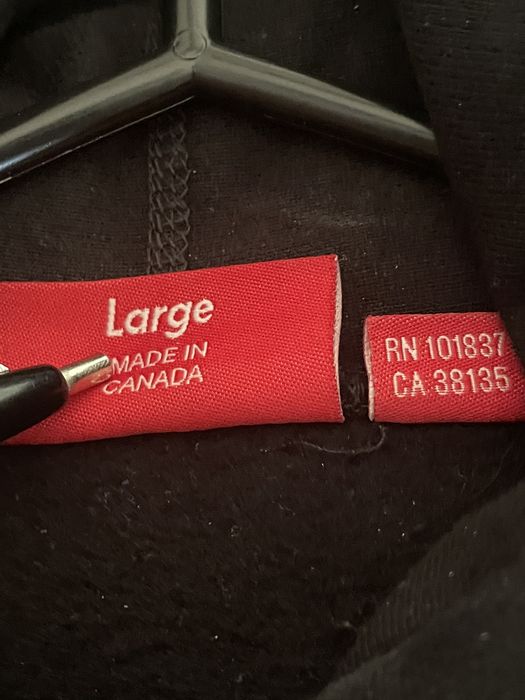 Large
MADE IN
CANADA
RN 101837
CA 38135